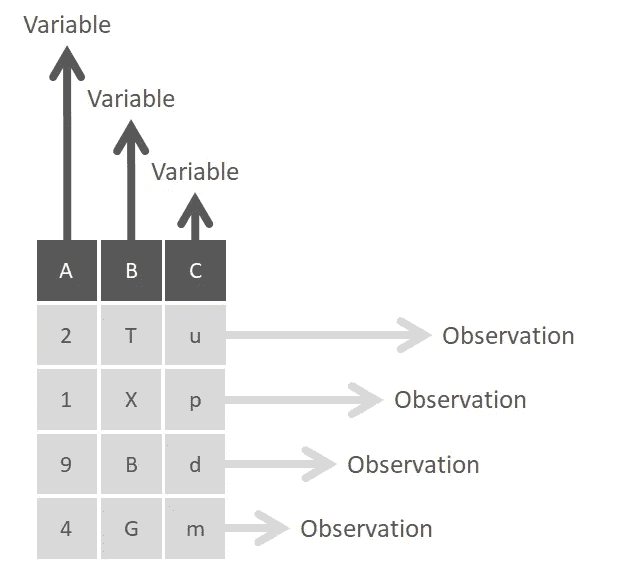 Variable
Variable
Variable
A B C
2 T u Observation
1 X p Observation
9 B d Observation
4 G m Observation